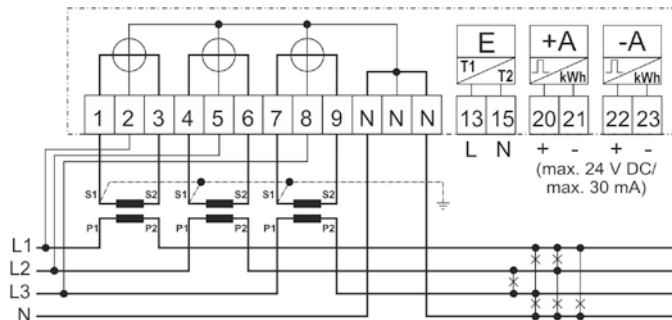 E +A -A
T1 T2 kWh kWh
1 2 3 4 5 6 7 8 9 N N N 13 15 20 21 22 23
L N + - + -
(max. 24 V DC/
max. 30 mA)
S1 S2 S1 S2 S1 S2
P1 P2 P1 P2 P1 P2
L1
L2
L3
N